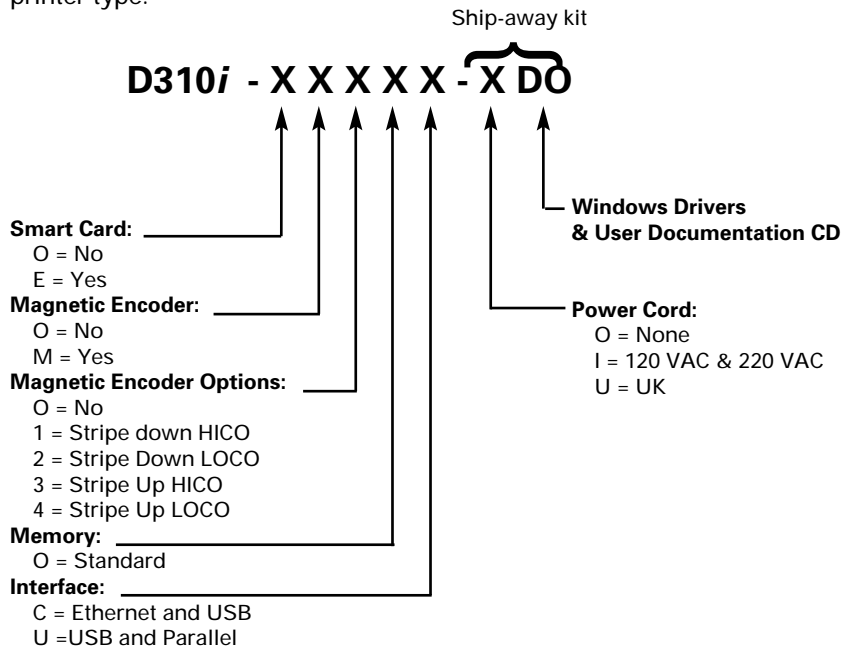 printer type.
Ship-away kit
D310i - X X X X X - X DO
Windows Drivers
& User Documentation CD
Smart Card:
O = No
E = Yes
Magnetic Encoder:
O = No
M = Yes
Magnetic Encoder Options:
O = No
1 = Stripe down HICO
2 = Stripe Down LOCO
3 = Stripe Up HICO
4 = Stripe Up LOCO
Memory:
O = Standard
Interface:
C = Ethernet and USB
U =USB and Parallel
Power Cord:
O = None
I = 120 VAC & 220 VAC
U = UK